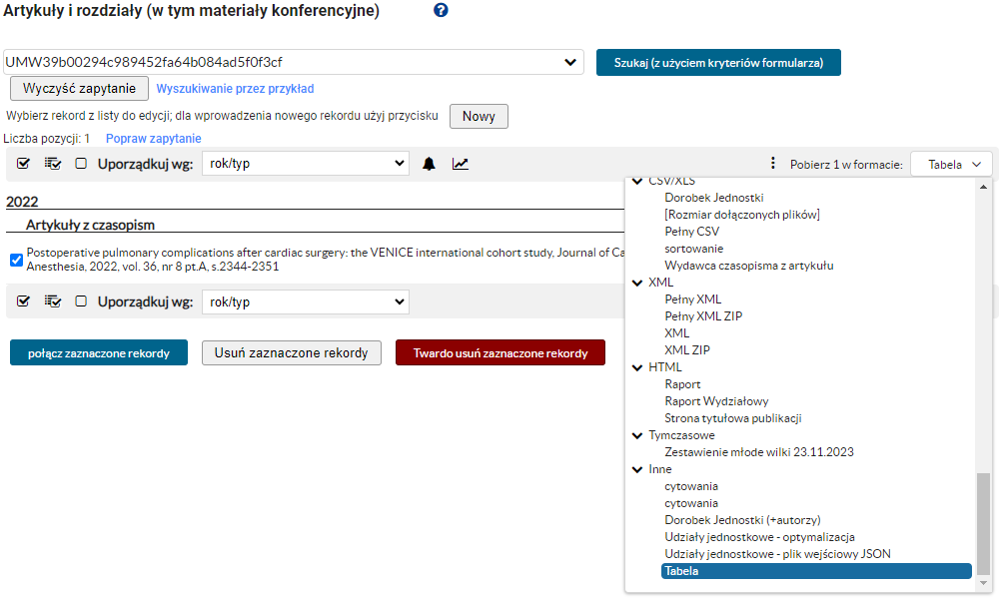 Artykuły i rozdziały (w tym materiały konferencyjne)
UMW39b00294c989452fa64b084ad5f0f3cf
Szukaj (z użyciem kryteriów formularza)
Wyczyść zapytanie
Wyszukiwanie przez przykład
Wybierz rekord z listy do edycji; dla wprowadzenia nowego rekordu użyj przycisku
Nowy
Liczba pozycji: 1
Popraw zapytanie
Uporządkuj wg:
rok/typ
Pobierz 1 w formacie:
Tabela
2022
Artykuły z czasopism
Postoperative pulmonary complications after cardiac surgery: the VENICE international cohort study, Journal of Ca
Anesthesia, 2022, vol. 36, nr 8 pt.A, s.2344-2351
Uporządkuj wg:
rok/typ
połącz zaznaczone rekordy
Usuń zaznaczone rekordy
Twardo usuń zaznaczone rekordy
CSV/XLS
Dorobek Jednostki
[Rozmiar dołączonych plików]
Pełny CSV
sortowanie
Wydawca czasopisma z artykułu
XML
Pełny XML
Pełny XML ZIP
XML
XML ZIP
HTML
Raport
Raport Wydziałowy
Strona tytułowa publikacji
Tymczasowe
Zestawienie młode wilki 23.11.2023
Inne
cytowania
cytowania
Dorobek Jednostki (+autorzy)
Udziały jednostkowe - optymalizacja
Udziały jednostkowe - plik wejściowy JSON
Tabela